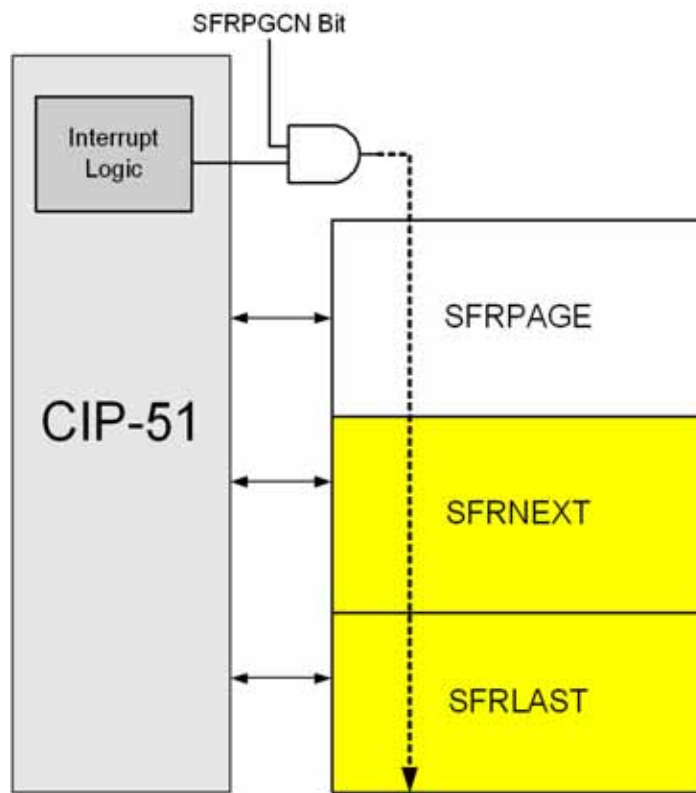 SFRPGCN Bit
Interrupt
Logic
CIP-51
SFRPAGE
SFRNEXT
SFRLAST